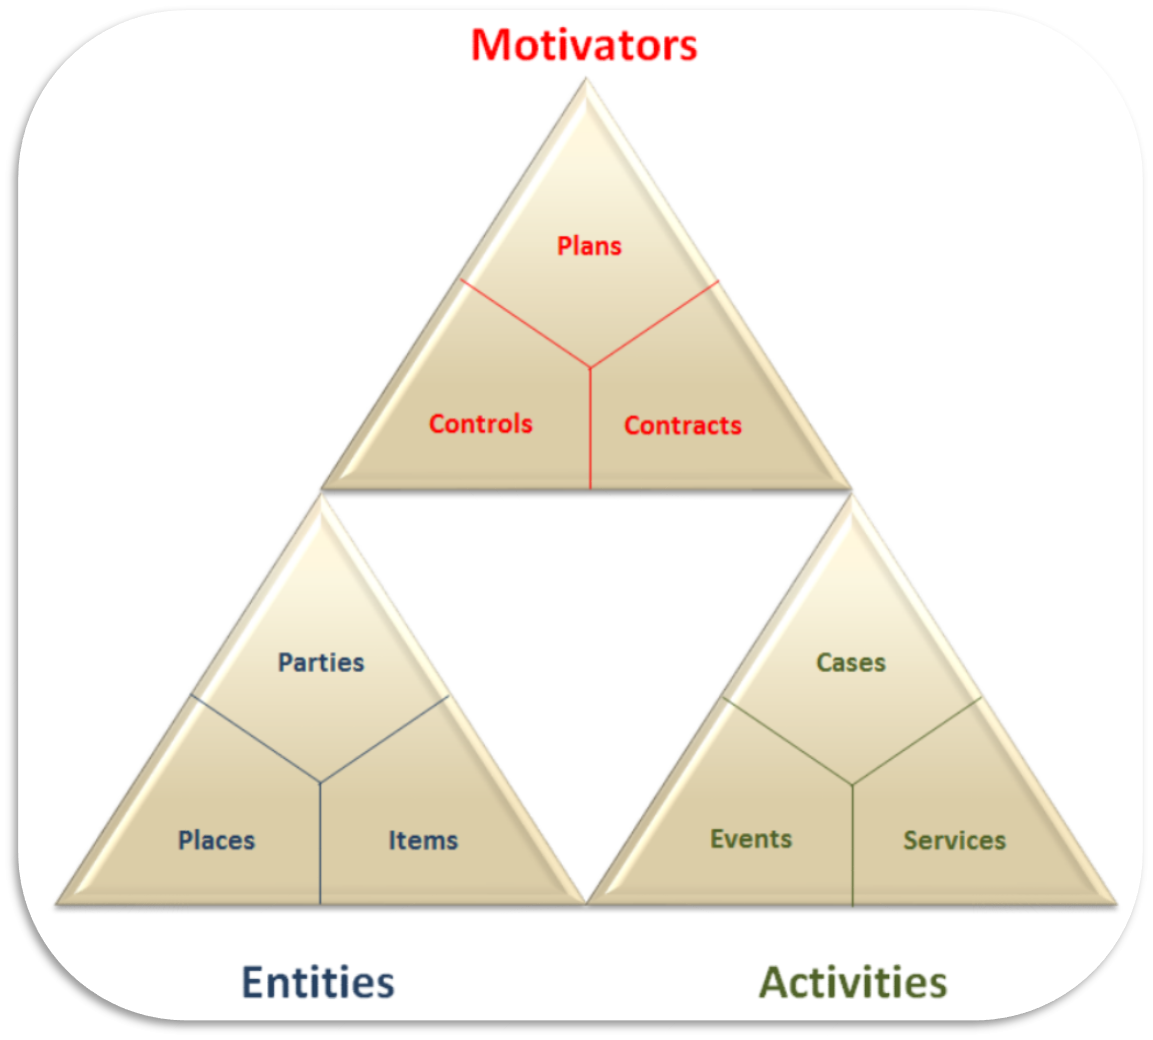 Motivators
Plans
Controls
Contracts
Parties
Places
Items
Cases
Events
Services
Entities
Activities